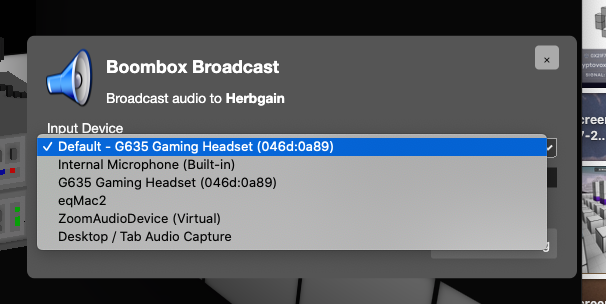 Boombox Broadcast
×
Broadcast audio to Herbgain
Input Device
✓ Default - G635 Gaming Headset (046d:0a89)
Internal Microphone (Built-in)
G635 Gaming Headset (046d:0a89)
eqMac2
ZoomAudioDevice (Virtual)
Desktop / Tab Audio Capture